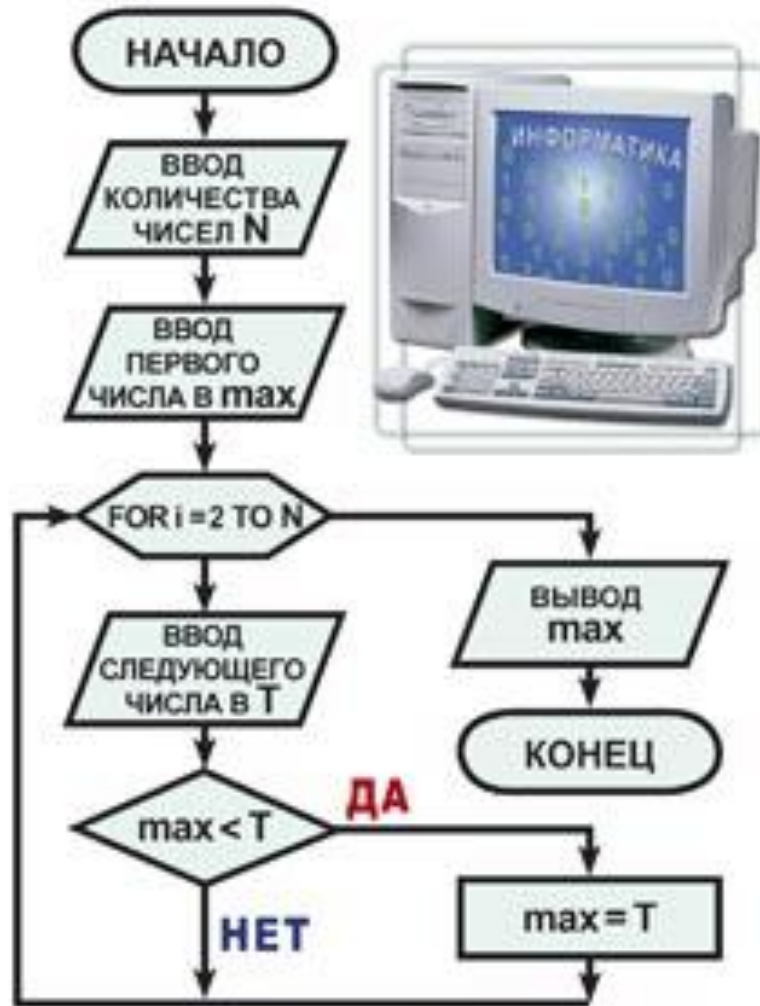 НАЧАЛО
ВВОД
КОЛИЧЕСТВА
ЧИСЕЛ N
ИНФОРМАТИКА
ВВОД
ПЕРВОГО
ЧИСЛА В max
FOR i = 2 TO N
ВВОД
СЛЕДУЮЩЕГО
ЧИСЛА В T
ВЫВОД
max
КОНЕЦ
max < T
ДА
НЕТ
max = T